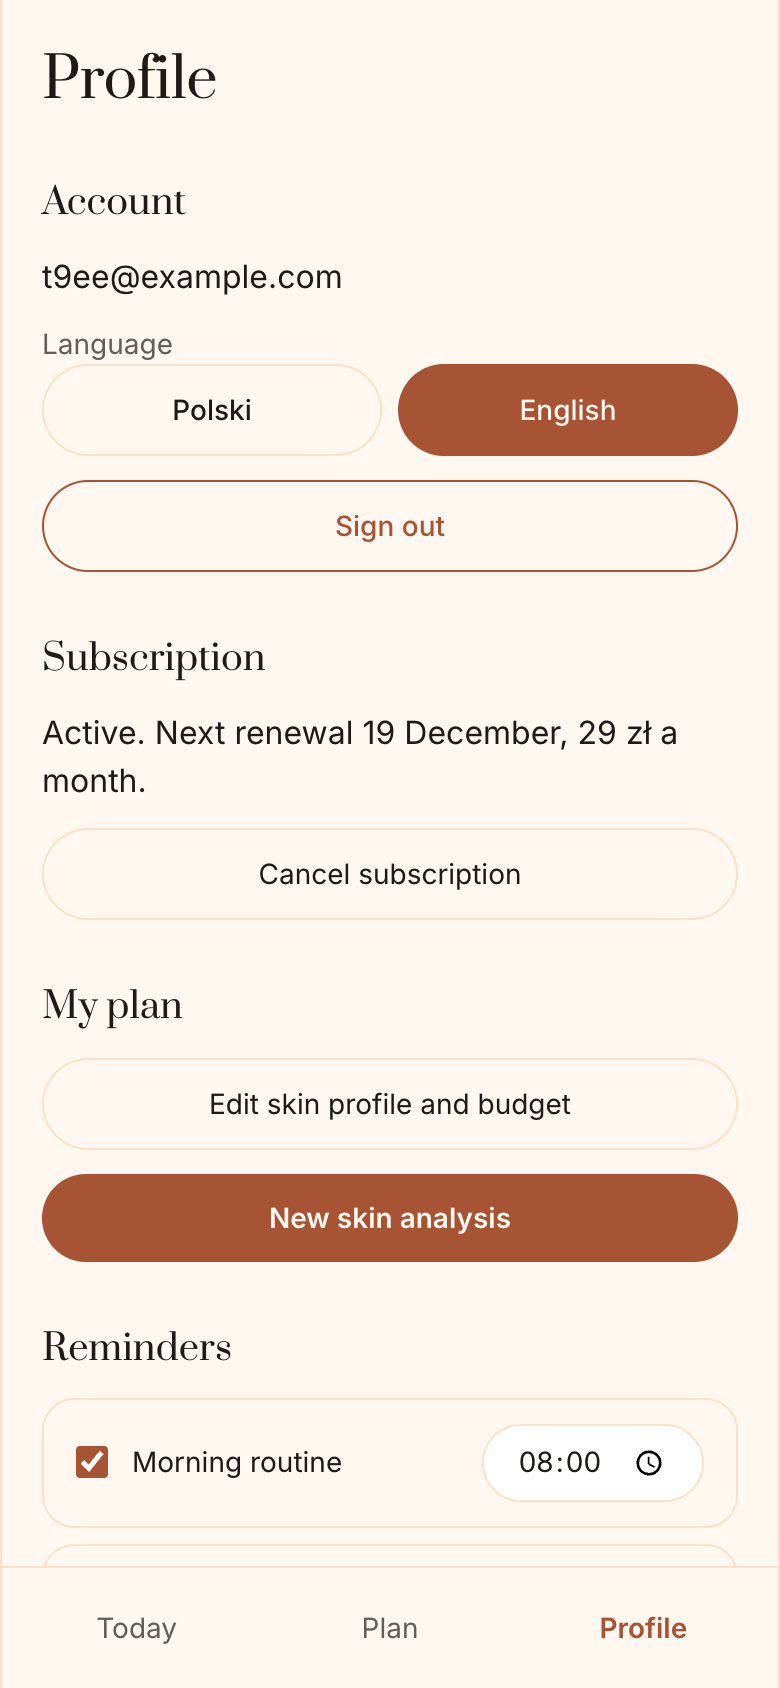 Profile
Account
t9ee@example.com
Language
Polski
English
Sign out
Subscription
Active. Next renewal 19 December, 29 zł a
month.
Cancel subscription
My plan
Edit skin profile and budget
New skin analysis
Reminders
Morning routine
08:00
Today
Plan
Profile